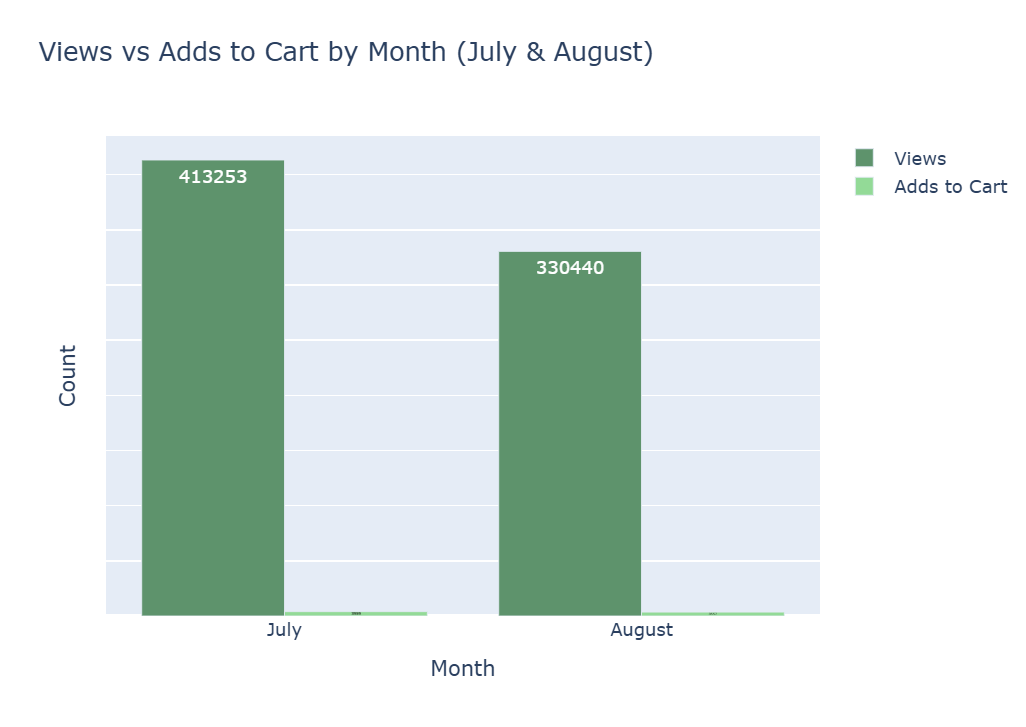 Views vs Adds to Cart by Month (July & August)
Views
Adds to Cart
413253
330440
Count
July
August
Month